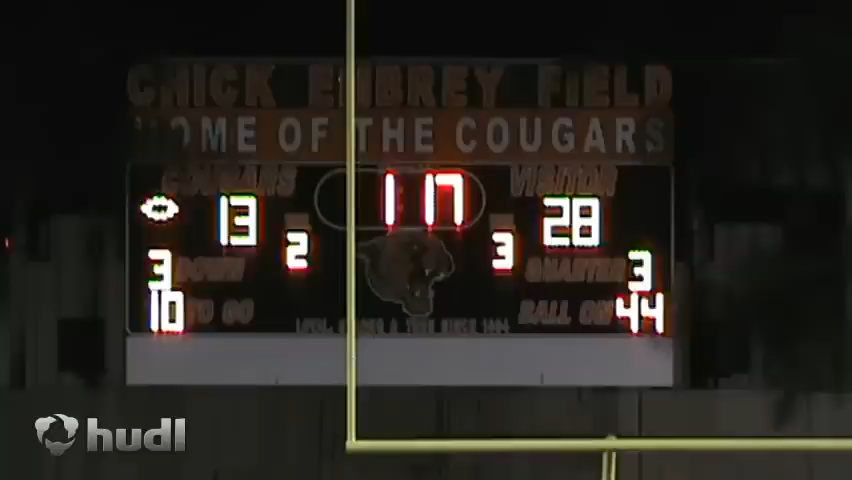 CHICK EMBREY FIELD
HOME OF THE COUGARS
COUGARS 1 17 VISITOR
13 28
2 3
3 DOWN QUARTER 3
10 TO GO BALL ON 44
hudl